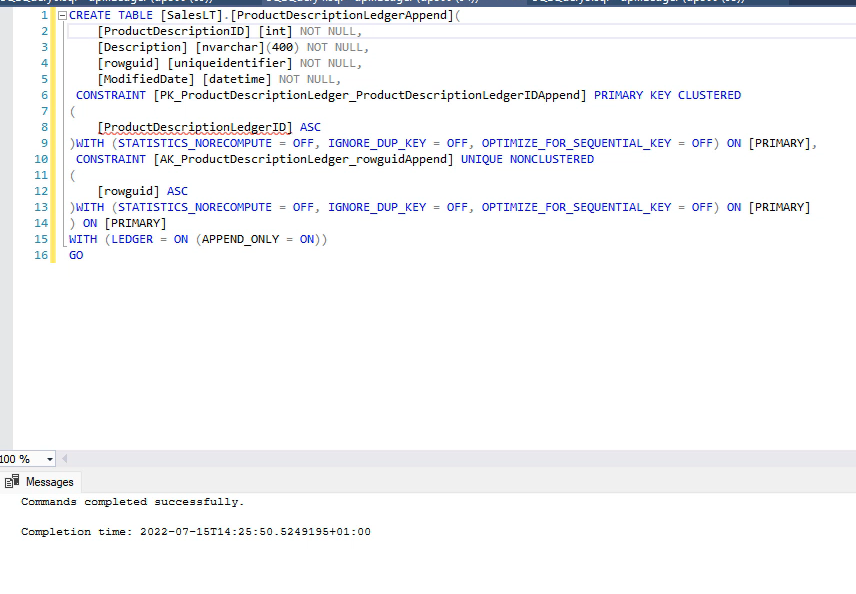 1 CREATE TABLE [SalesLT].[ProductDescriptionLedgerAppend](
2 [ProductDescriptionID] [int] NOT NULL,
3 [Description] [nvarchar](400) NOT NULL,
4 [rowguid] [uniqueidentifier] NOT NULL,
5 [ModifiedDate] [datetime] NOT NULL,
6 CONSTRAINT [PK_ProductDescriptionLedger_ProductDescriptionLedgerIDAppend] PRIMARY KEY CLUSTERED
7 (
8 [ProductDescriptionLedgerID] ASC
9 )WITH (STATISTICS_NORECOMPUTE = OFF, IGNORE_DUP_KEY = OFF, OPTIMIZE_FOR_SEQUENTIAL_KEY = OFF) ON [PRIMARY],
10 CONSTRAINT [AK_ProductDescriptionLedger_rowguidAppend] UNIQUE NONCLUSTERED
11 (
12 [rowguid] ASC
13 )WITH (STATISTICS_NORECOMPUTE = OFF, IGNORE_DUP_KEY = OFF, OPTIMIZE_FOR_SEQUENTIAL_KEY = OFF) ON [PRIMARY]
14 ) ON [PRIMARY]
15 WITH (LEDGER = ON (APPEND_ONLY = ON))
16 GO
100 %
Messages
Commands completed successfully.
Completion time: 2022-07-15T14:25:50.5249195+01:00